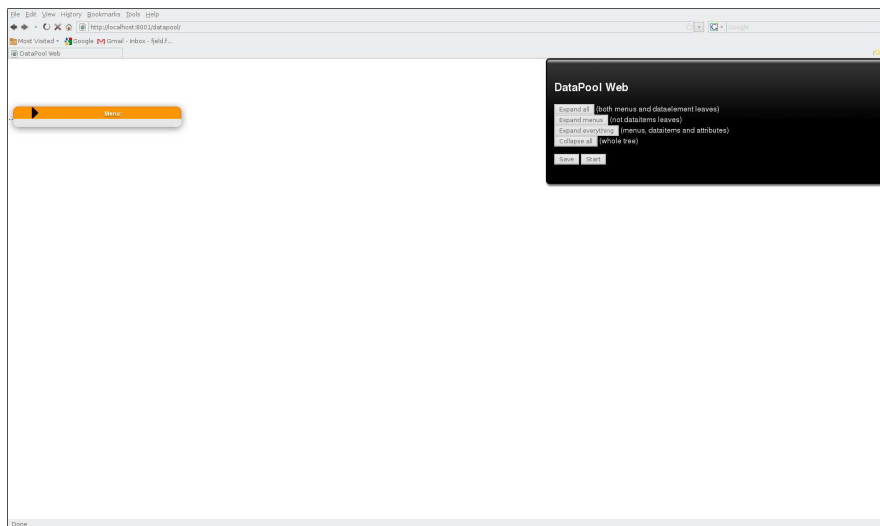 File Edit View History Bookmarks Tools Help
http://localhost:8001/datapool/
Google
Most Visited Google Gmail - Inbox - fjeld.f...
DataPool Web
DataPool Web
Menu:
Expand all (both menus and dataelement leaves)
Expand menus (not dataitems leaves)
Expand everything (menus, dataitems and attributes)
Collapse all (whole tree)
Save Start
Done